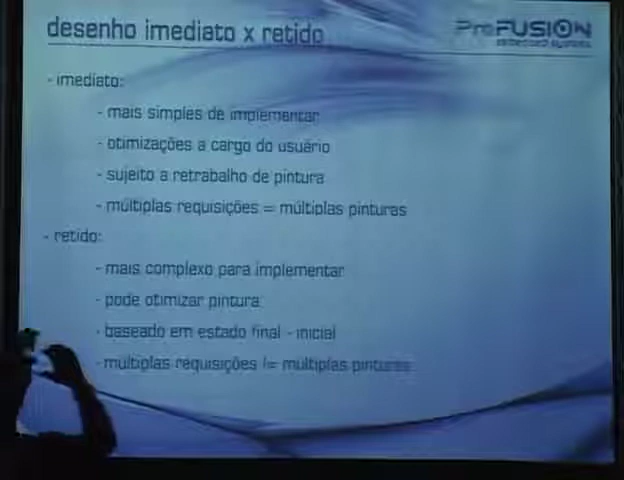 desenho imediato x retido
ProFUSION
embedded systems
- imediato:
- mais simples de implementar
- otimizações a cargo do usuário
- sujeito a retrabalho de pintura
- múltiplas requisições = múltiplas pinturas
- retido:
- mais complexo para implementar
- pode otimizar pintura
- baseado em estado final - inicial
- múltiplas requisições != múltiplas pinturas